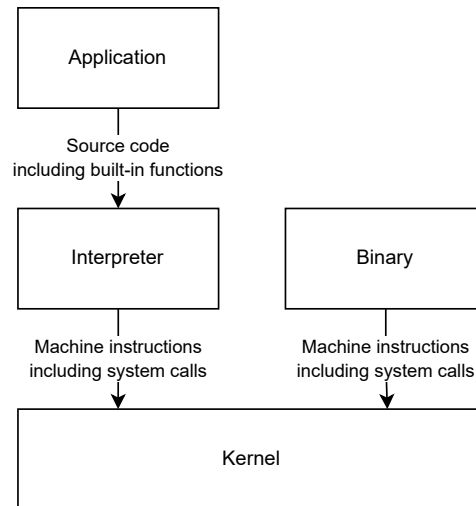 Application
Source code
including built-in functions
Interpreter
Binary
Machine instructions
including system calls
Machine instructions
including system calls
Kernel